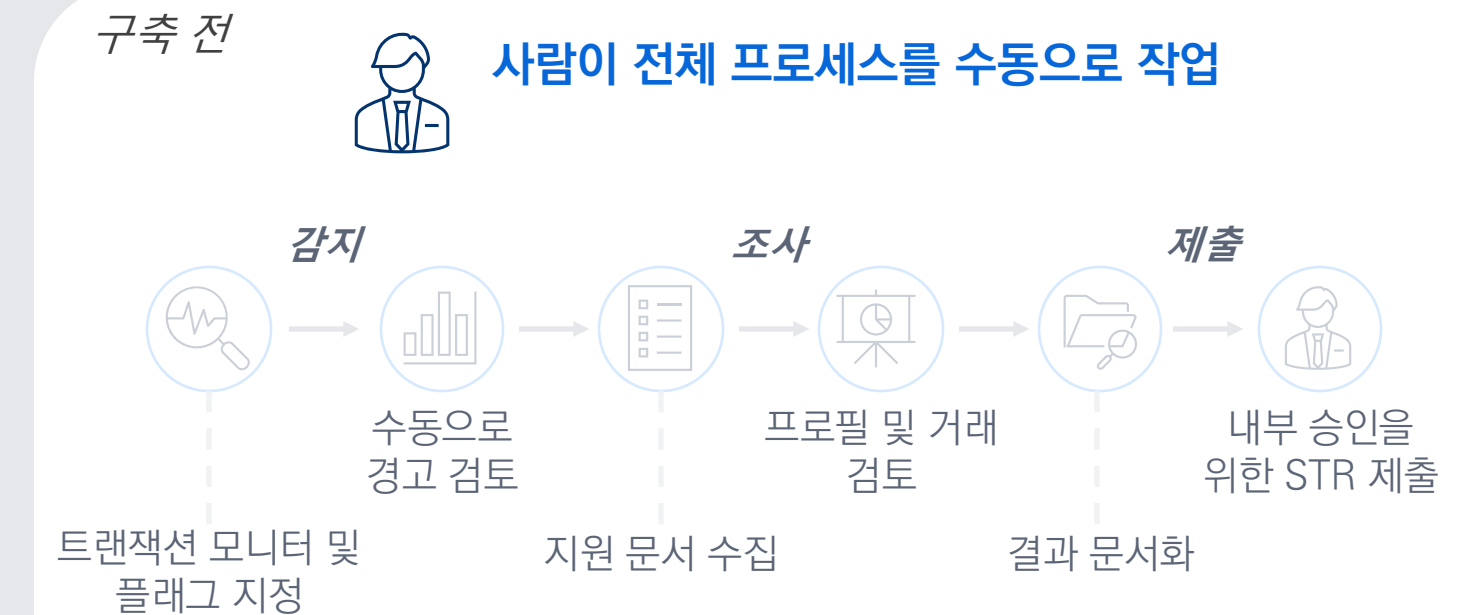 구축 전
사람이 전체 프로세스를 수동으로 작업
감지
조사
제출
트랜잭션 모니터 및
플래그 지정
수동으로
경고 검토
지원 문서 수집
프로필 및 거래
검토
결과 문서화
내부 승인을
위한 STR 제출